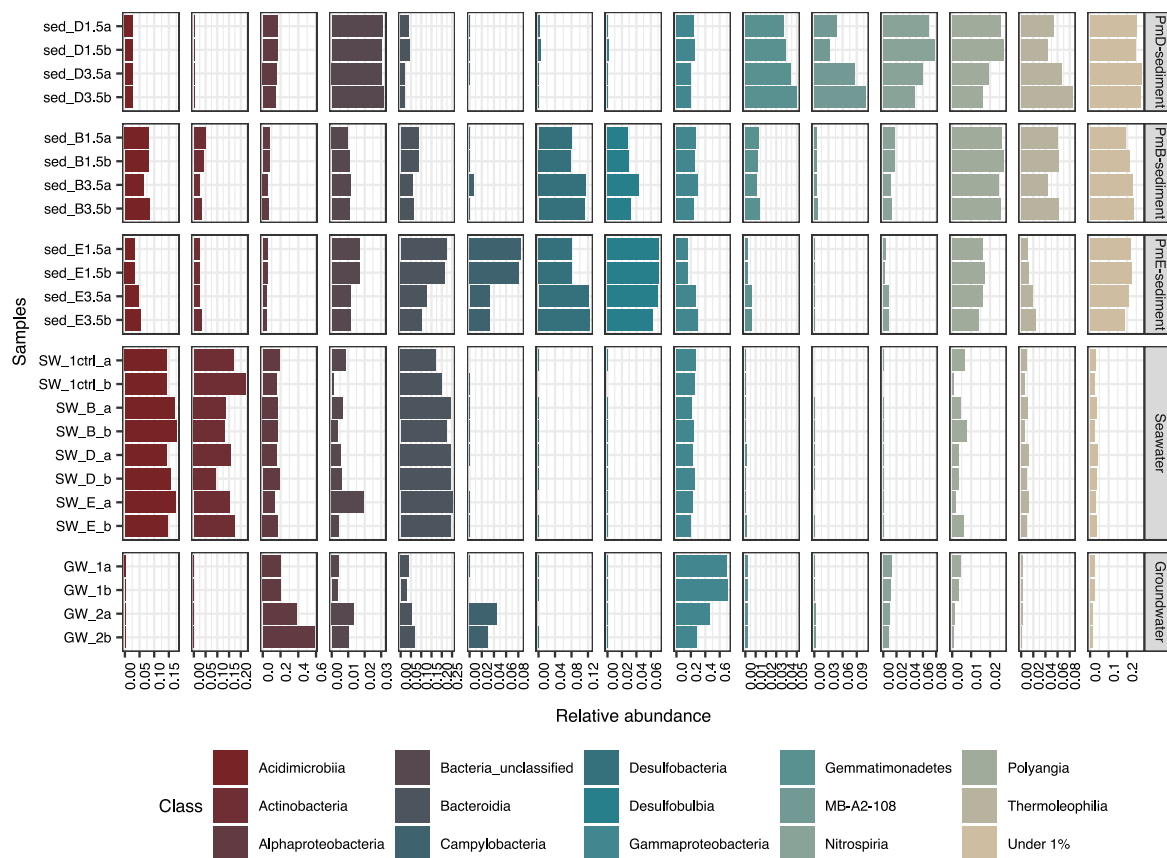 sed_D1.5a
sed_D1.5b
sed_D3.5a
sed_D3.5b
PmD-sediment
sed_B1.5a
sed_B1.5b
sed_B3.5a
sed_B3.5b
PmB-sediment
sed_E1.5a
sed_E1.5b
sed_E3.5a
sed_E3.5b
PmE-sediment
Samples
SW_1ctrl_a
SW_1ctrl_b
SW_B_a
SW_B_b
SW_D_a
SW_D_b
SW_E_a
SW_E_b
Seawater
GW_1a
GW_1b
GW_2a
GW_2b
Groundwater
0.00 0.05 0.10 0.15
0.00 0.05 0.10 0.15 0.20
0.0 0.2 0.4 0.6
0.0 0.1 0.2 0.3
0.00 0.05 0.10 0.15 0.20 0.25
0.00 0.02 0.04 0.06 0.08
0.00 0.04 0.08 0.12
0.00 0.02 0.04 0.06
0.0 0.2 0.4 0.6
0.00 0.01 0.02 0.03 0.04 0.05
0.00 0.03 0.06 0.09
0.00 0.02 0.04 0.06 0.08
0.00 0.01 0.02
0.00 0.02 0.04 0.06 0.08
0.0 0.1 0.2
Relative abundance
Class
Acidimicrobiia
Actinobacteria
Alphaproteobacteria
Bacteria_unclassified
Bacteroidia
Campylobacteria
Desulfobacteria
Desulfobulbia
Gammaproteobacteria
Gemmatimonadetes
MB-A2-108
Nitrospiria
Polyangia
Thermoleophilia
Under 1%